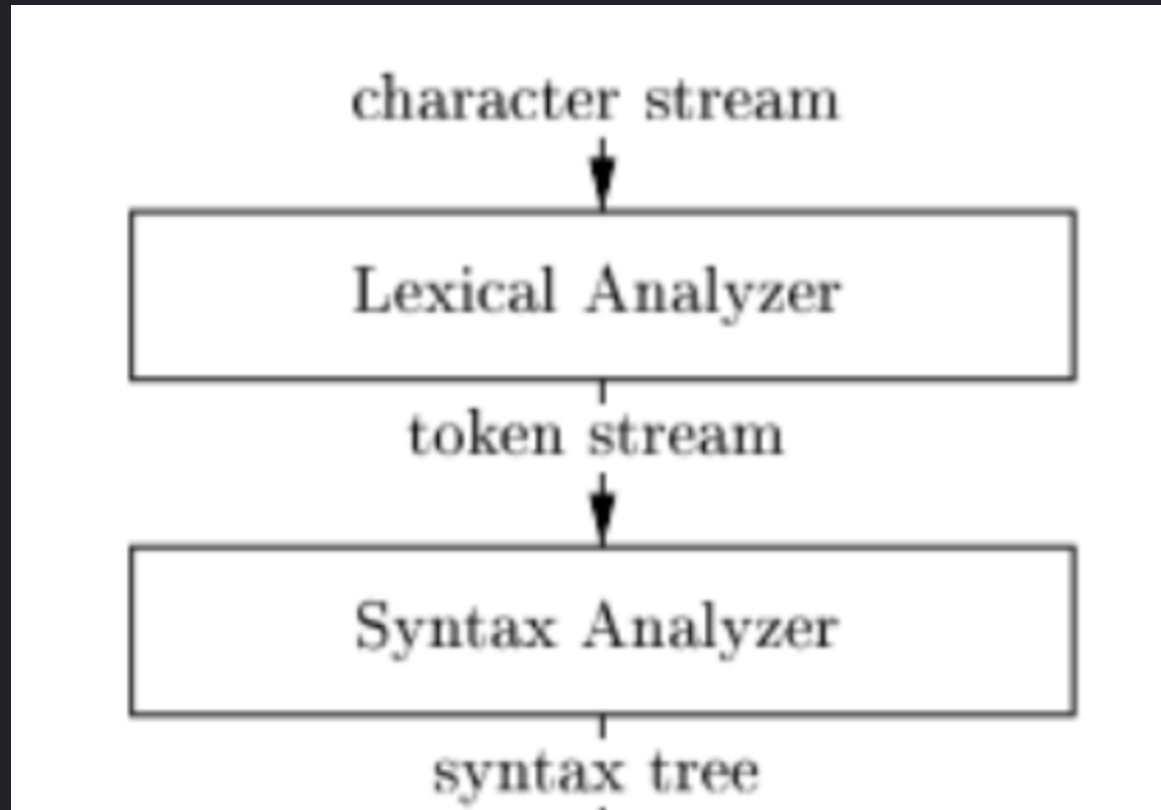 character stream
Lexical Analyzer
token stream
Syntax Analyzer
syntax tree